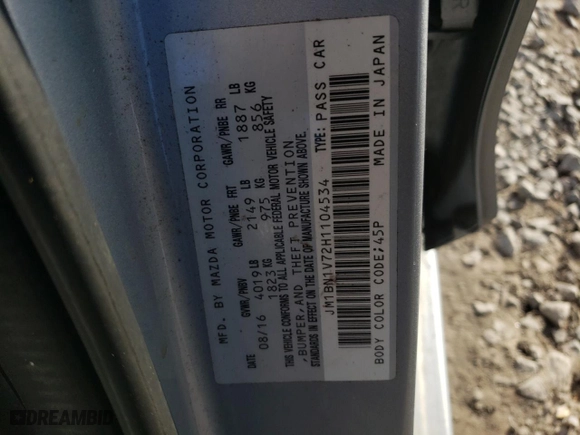 MFD. BY MAZDA MOTOR CORPORATION
DATE GVWR/PNBV GAWR/PNBE FRT GAWR/PNBE RR
08/16 4019 LB 2149 LB 1887 LB
1823 KG 975 KG 856 KG
THIS VEHICLE CONFORMS TO ALL APPLICABLE FEDERAL MOTOR VEHICLE SAFETY
,BUMPER,AND THEFT PREVENTION
STANDARDS IN EFFECT ON THE DATE OF MANUFACTURE SHOWN ABOVE.
JM1BN1V72H1104534 TYPE: PASS CAR
BODY COLOR CODE;45P MADE IN JAPAN
R
DREAMBID